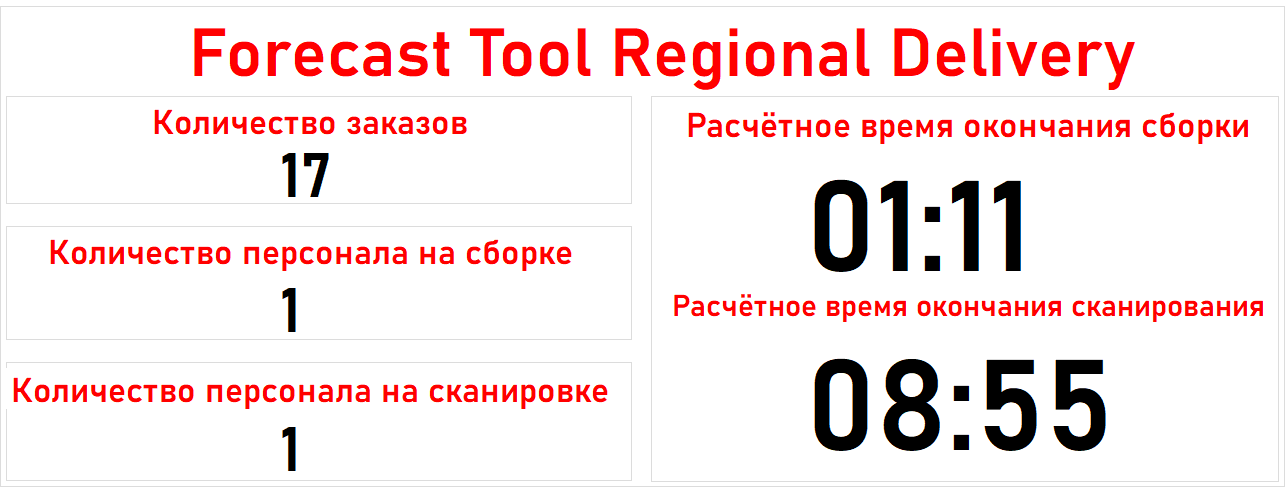 Forecast Tool Regional Delivery
Количество заказов
17
Количество персонала на сборке
1
Количество персонала на сканировке
1
Расчётное время окончания сборки
01:11
Расчётное время окончания сканирования
08:55